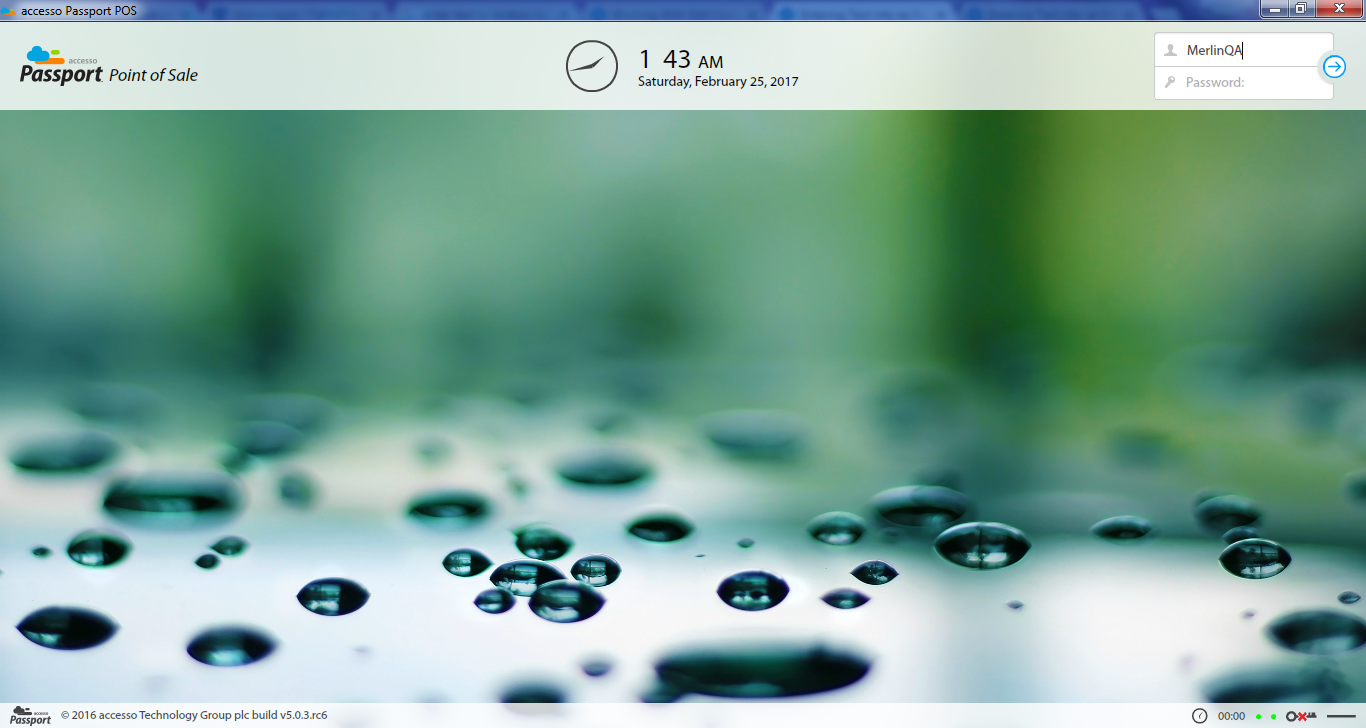 accesso Passport POS
accesso
Passport Point of Sale
1 43 AM
Saturday, February 25, 2017
MerlinQA
Password:
Passport
© 2016 accesso Technology Group plc build v5.0.3.rc6
00:00